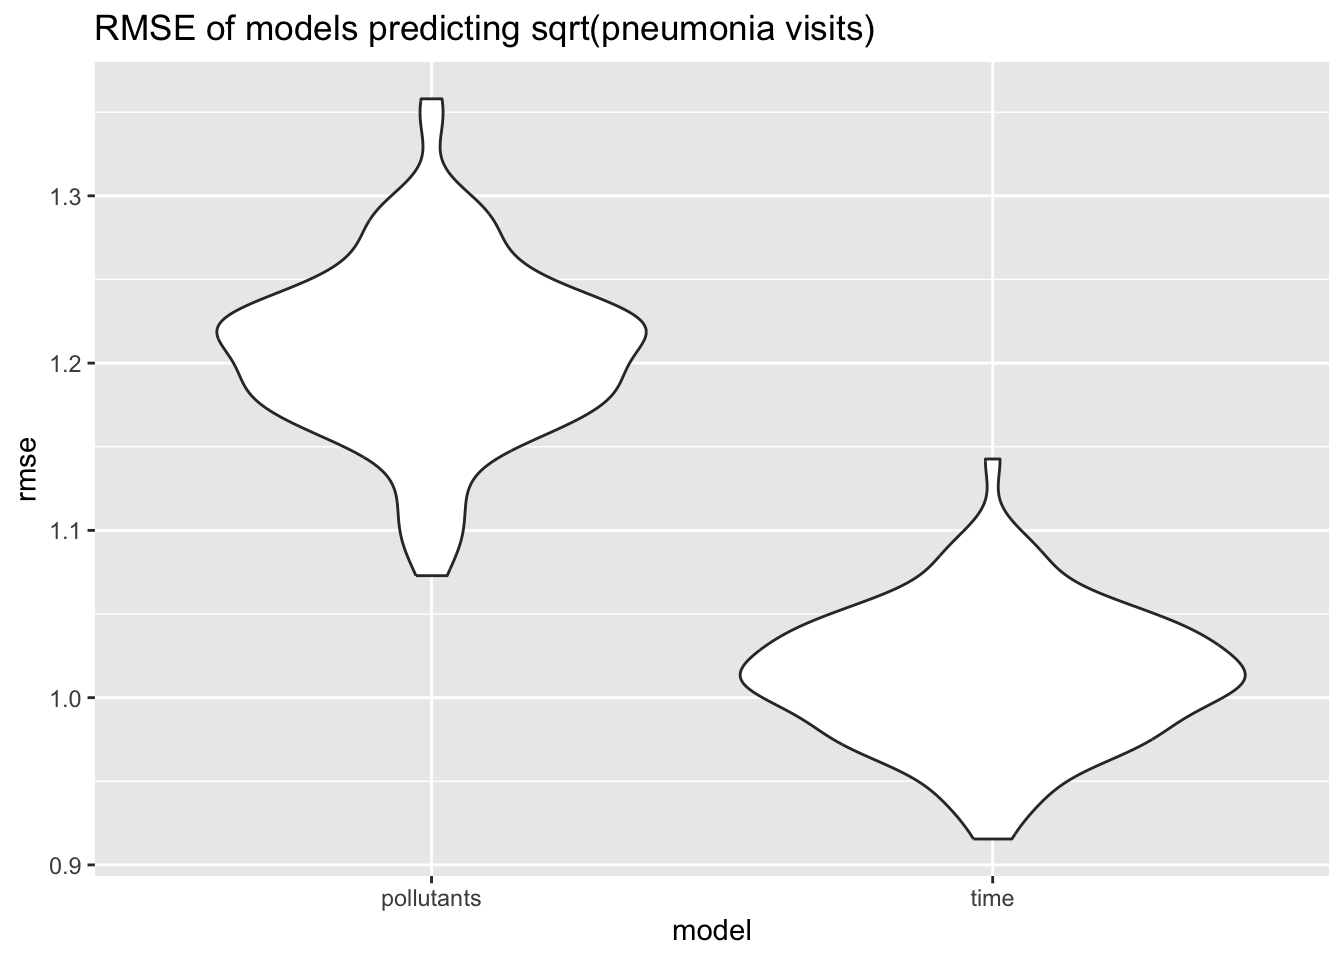 RMSE of models predicting sqrt(pneumonia visits)
rmse
1.3
1.2
1.1
1.0
0.9
pollutants time
model